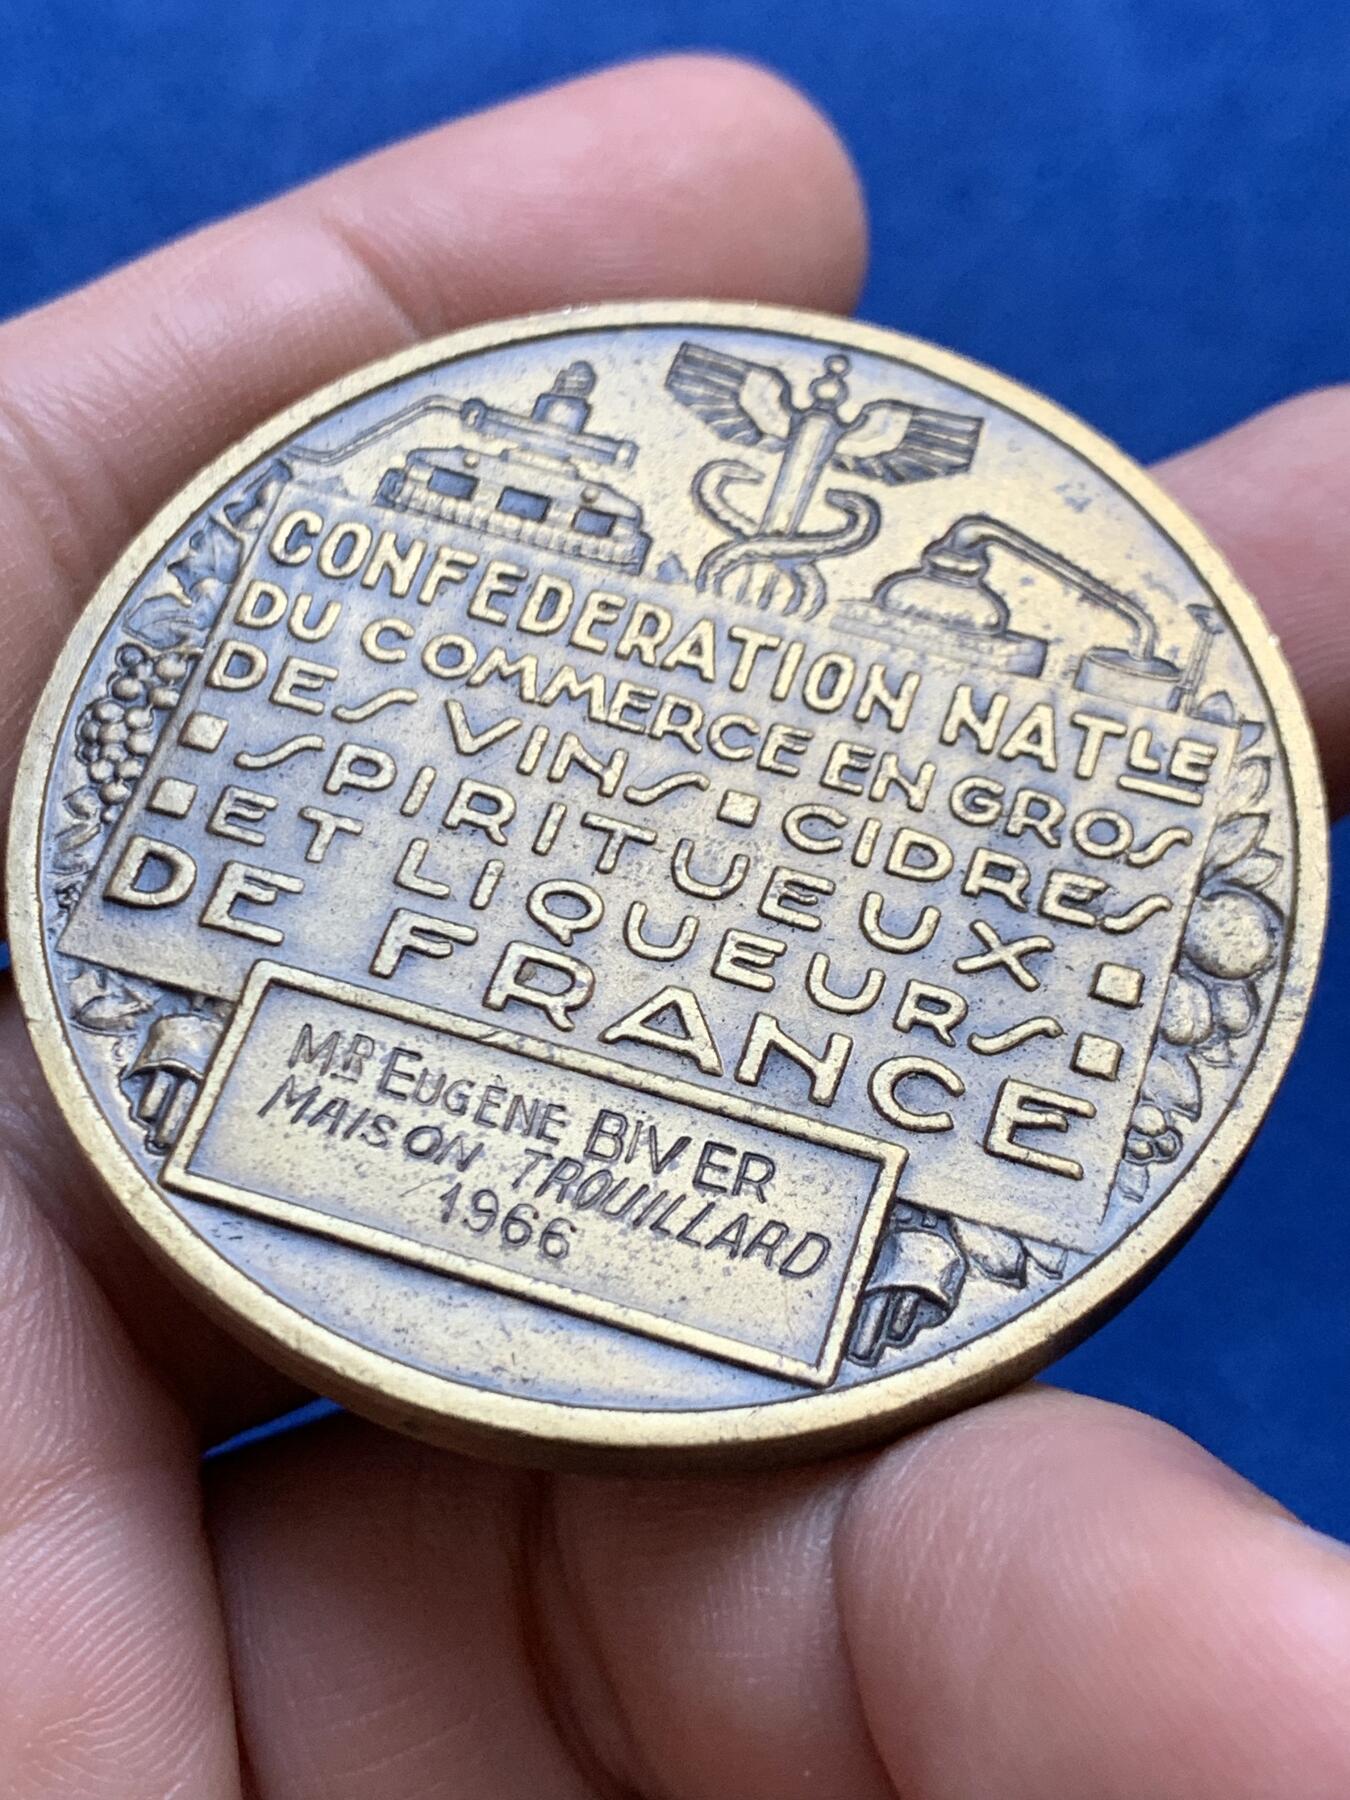 CONFEDERATION NATLE
DU COMMERCE EN GROS
DES VINS ▪ CIDRES
▪ SPIRITUEUX ▪
▪ ET LIQUEURS ▪
DE FRANCE
MR EUGÈNE BIVER
MAISON TROUILLARD
1966